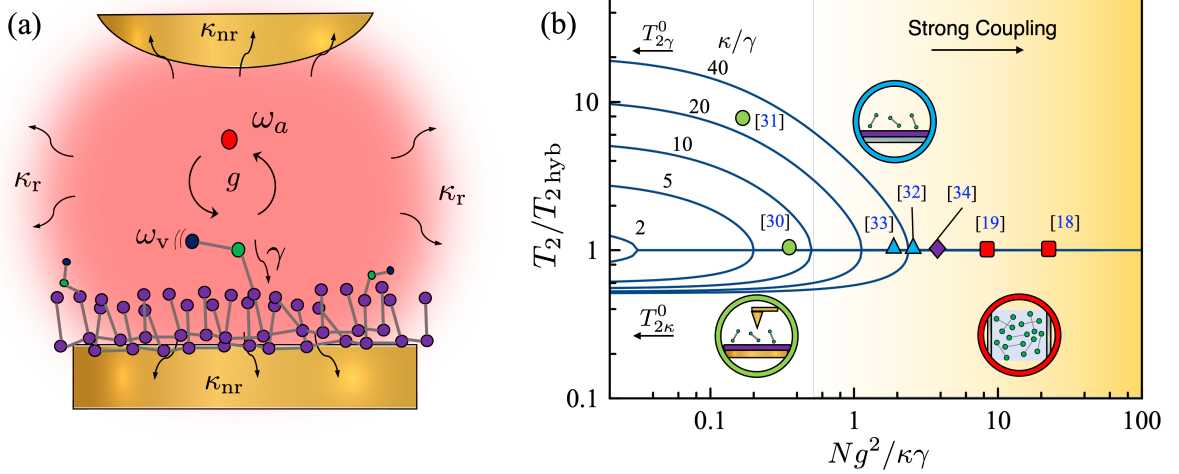 (a)
κnr
ωa
κr
g
κr
ωv
γ
κnr
(b)
T⁰2γ
κ/γ
Strong Coupling
40
20
[31]
10
5
2
[30]
[33]
[32]
[34]
[19]
[18]
T⁰2κ
10
1
0.1
T2/T2 hyb
0.1
1
10
100
Ng²/κγ